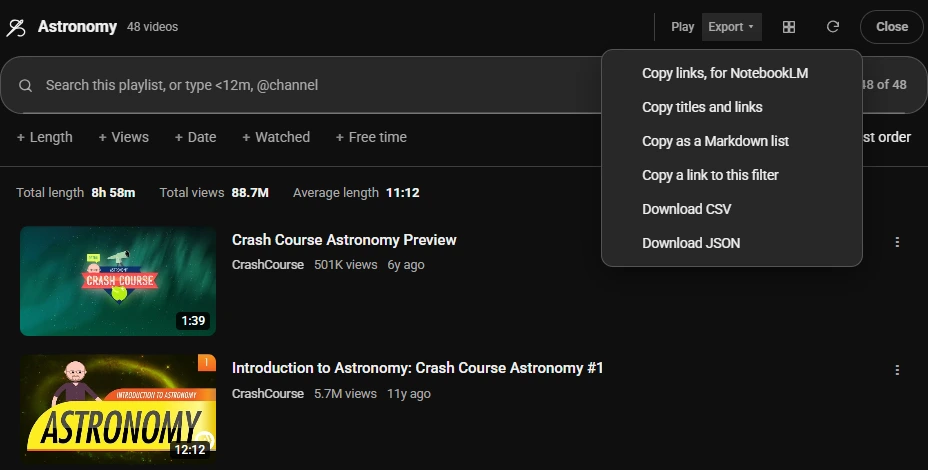 Astronomy 48 videos
Play Export Close
Search this playlist, or type <12m, @channel
48 of 48
+ Length + Views + Date + Watched + Free time
st order
Copy links, for NotebookLM
Copy titles and links
Copy as a Markdown list
Copy a link to this filter
Download CSV
Download JSON
Total length 8h 58m Total views 88.7M Average length 11:12
ASTRONOMY
CRASH COURSE
1:39
Crash Course Astronomy Preview
CrashCourse 501K views 6y ago
INTRODUCTION TO ASTRONOMY
ASTRONOMY
12:12
Introduction to Astronomy: Crash Course Astronomy #1
CrashCourse 5.7M views 11y ago